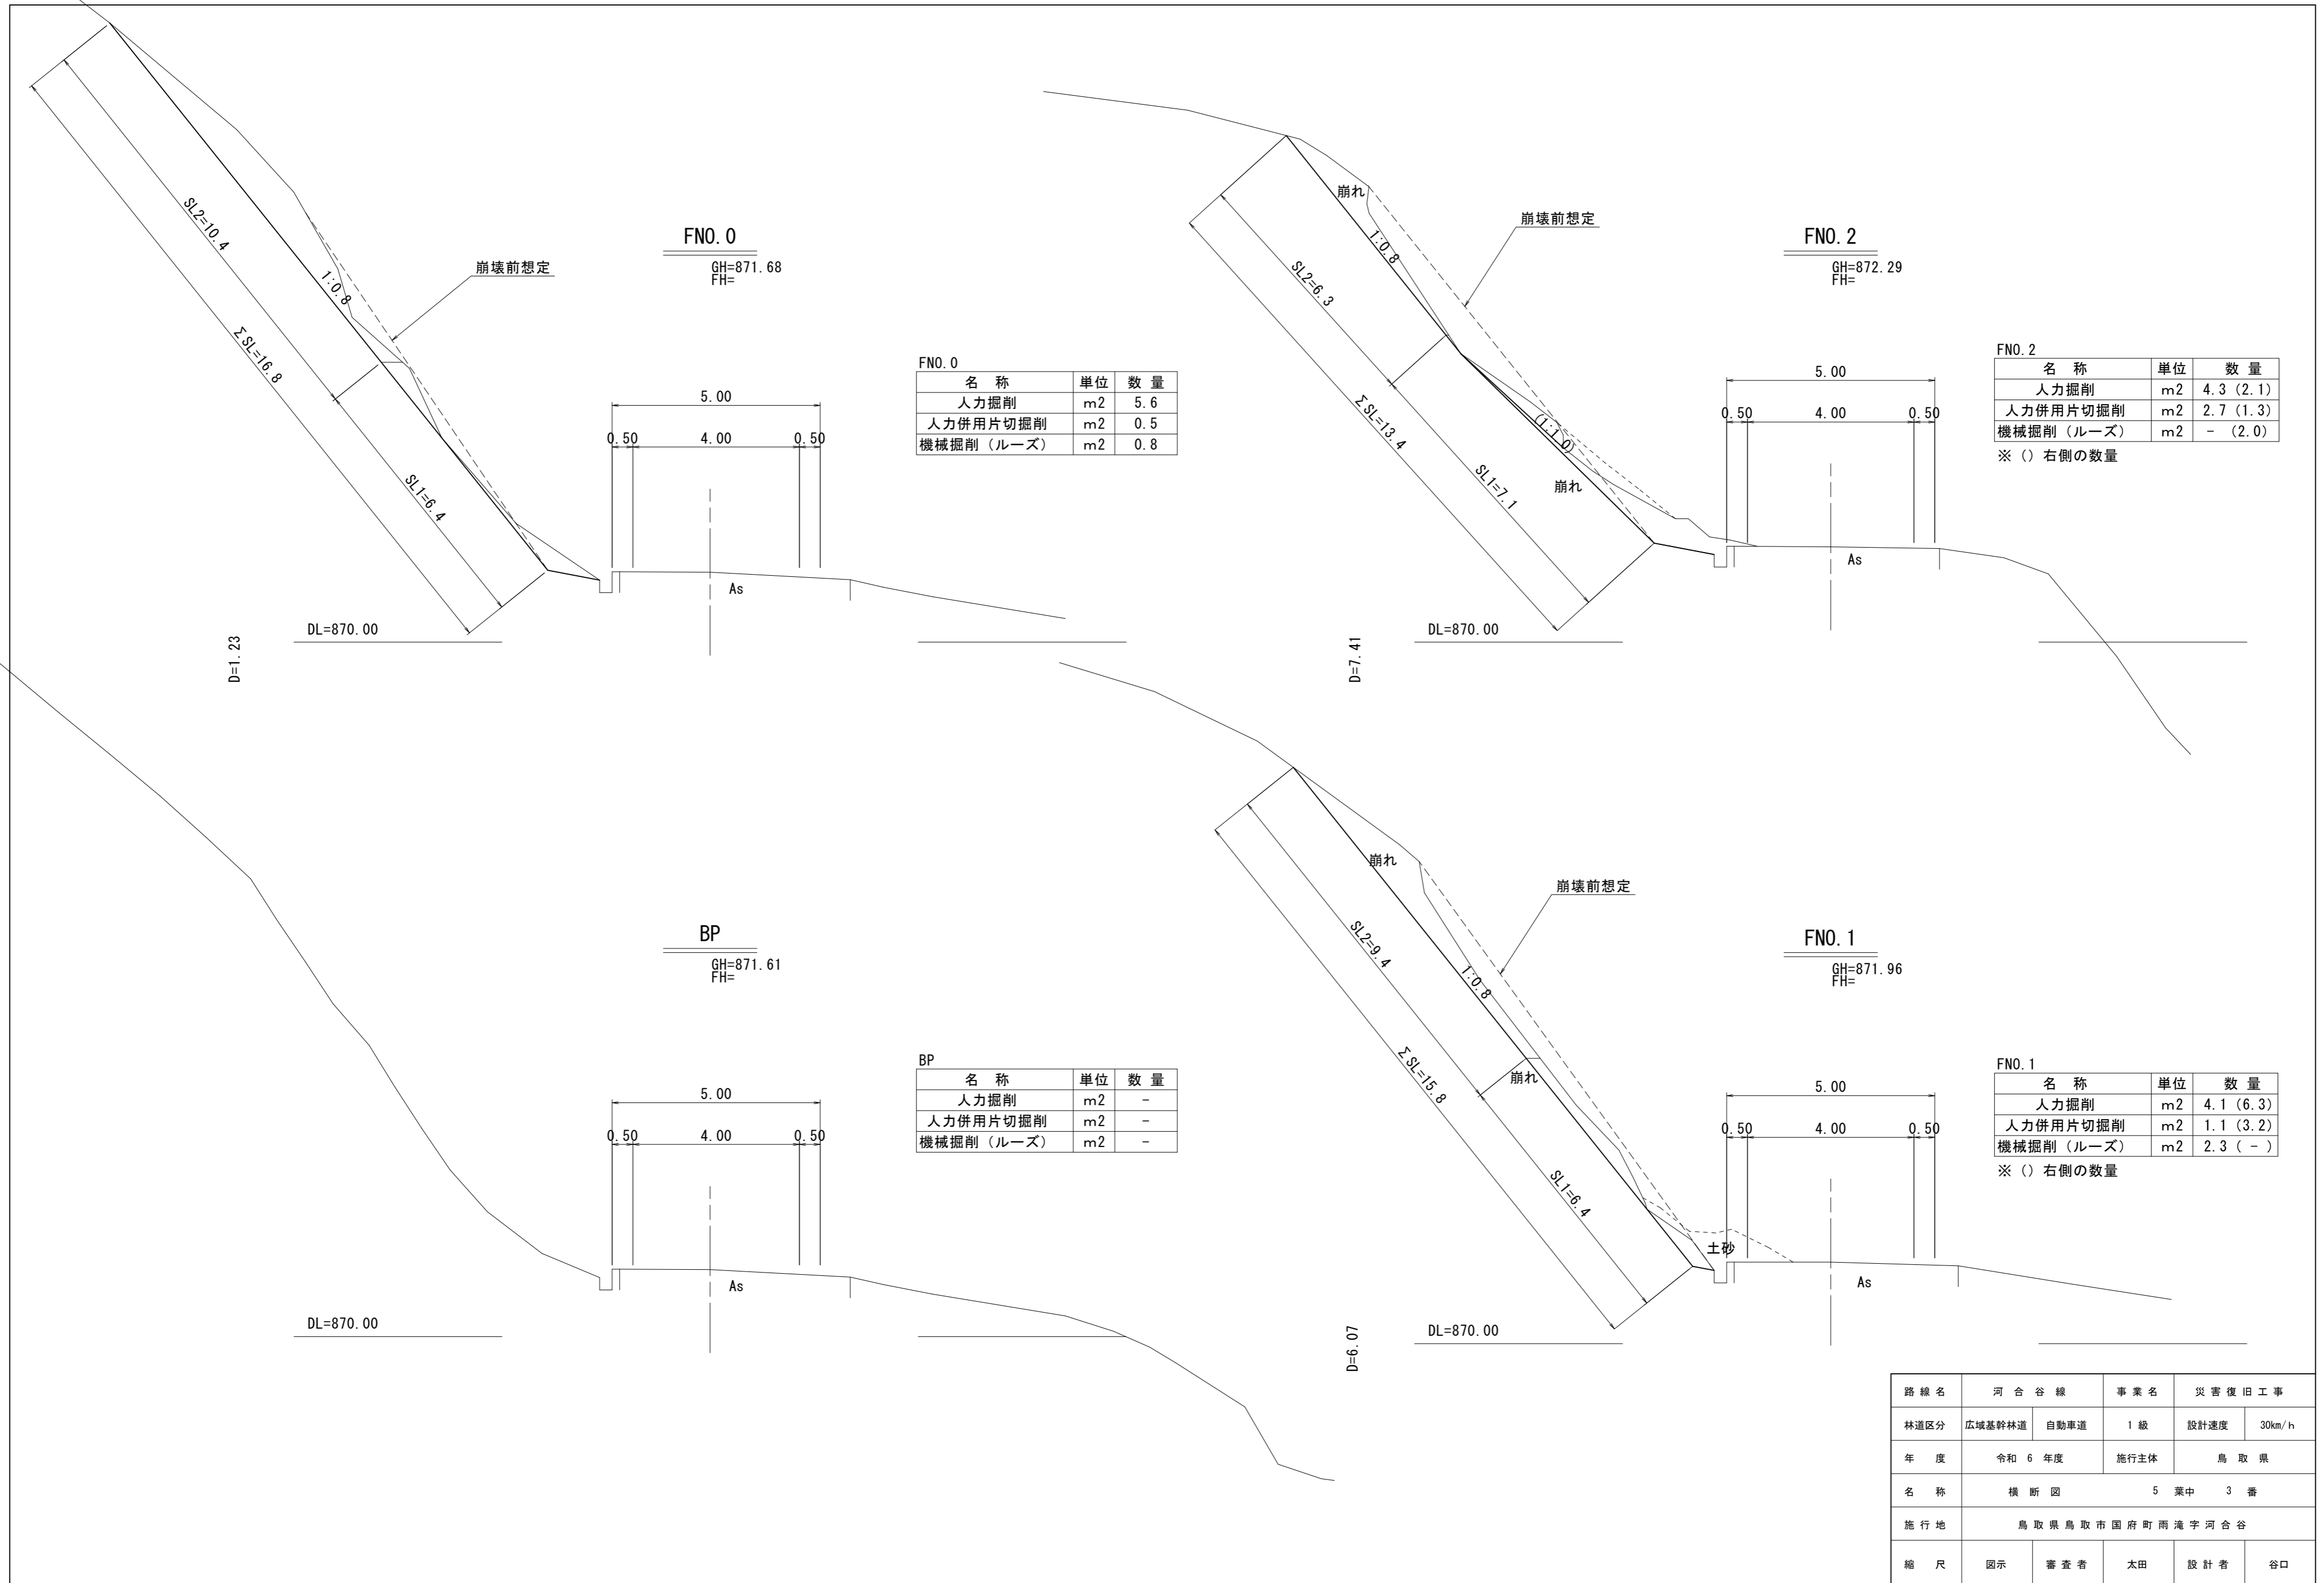 FNO.0
GH=871.68
FH=
崩壊前想定
SL2=10.4
1:0.8
ΣSL=16.8
SL1=6.4
5.00
0.50 4.00 0.50
As
DL=870.00
D=1.23
FNO.0
名 称 単位 数 量
人力掘削 m2 5.6
人力併用片切掘削 m2 0.5
機械掘削（ルーズ） m2 0.8
FNO.2
GH=872.29
FH=
崩壊前想定
崩れ
1:0.8
SL2=6.3
ΣSL=13.4
(1:1.0)
崩れ
SL1=7.1
5.00
0.50 4.00 0.50
As
DL=870.00
D=7.41
FNO.2
名 称 単位 数 量
人力掘削 m2 4.3 (2.1)
人力併用片切掘削 m2 2.7 (1.3)
機械掘削（ルーズ） m2 - (2.0)
※（）右側の数量
BP
GH=871.61
FH=
5.00
0.50 4.00 0.50
As
DL=870.00
BP
名 称 単位 数 量
人力掘削 m2 -
人力併用片切掘削 m2 -
機械掘削（ルーズ） m2 -
FNO.1
GH=871.96
FH=
崩壊前想定
崩れ
SL2=9.4
1:0.8
ΣSL=15.8
崩れ
SL1=6.4
土砂
5.00
0.50 4.00 0.50
As
DL=870.00
D=6.07
FNO.1
名 称 単位 数 量
人力掘削 m2 4.1 (6.3)
人力併用片切掘削 m2 1.1 (3.2)
機械掘削（ルーズ） m2 2.3 ( - )
※（）右側の数量
路線名 河合谷線 事業名 災害復旧工事
林道区分 広域基幹林道 自動車道 1 級 設計速度 30km/h
年 度 令和 6 年度 施行主体 鳥取県
名 称 横断図 5 葉中 3 番
施行地 鳥取県鳥取市国府町雨滝字河合谷
縮 尺 図示 審査者 太田 設計者 谷口